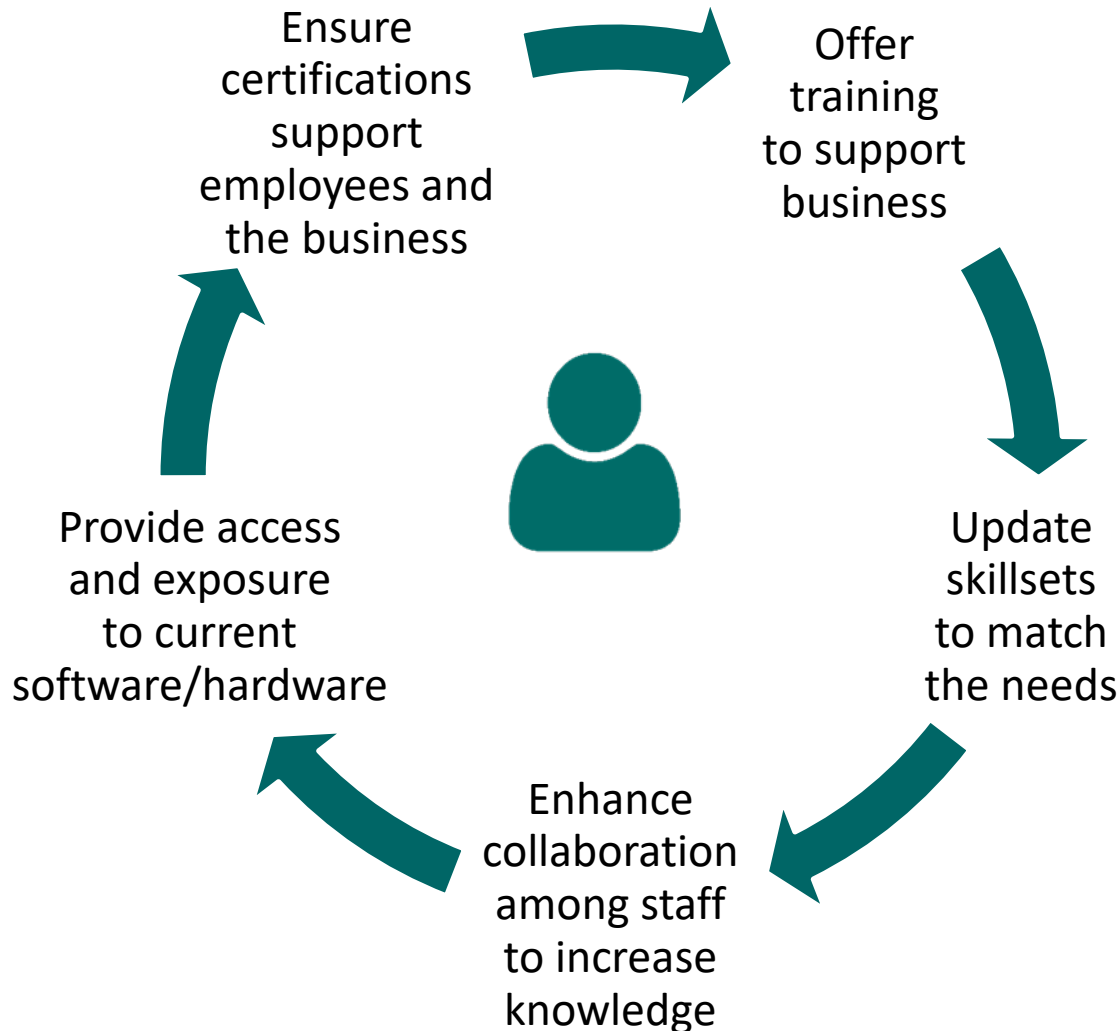 Ensure
certifications
support
employees and
the business
Offer
training
to support
business
Update
skillsets
to match
the needs
Enhance
collaboration
among staff
to increase
knowledge
Provide access
and exposure
to current
software/hardware